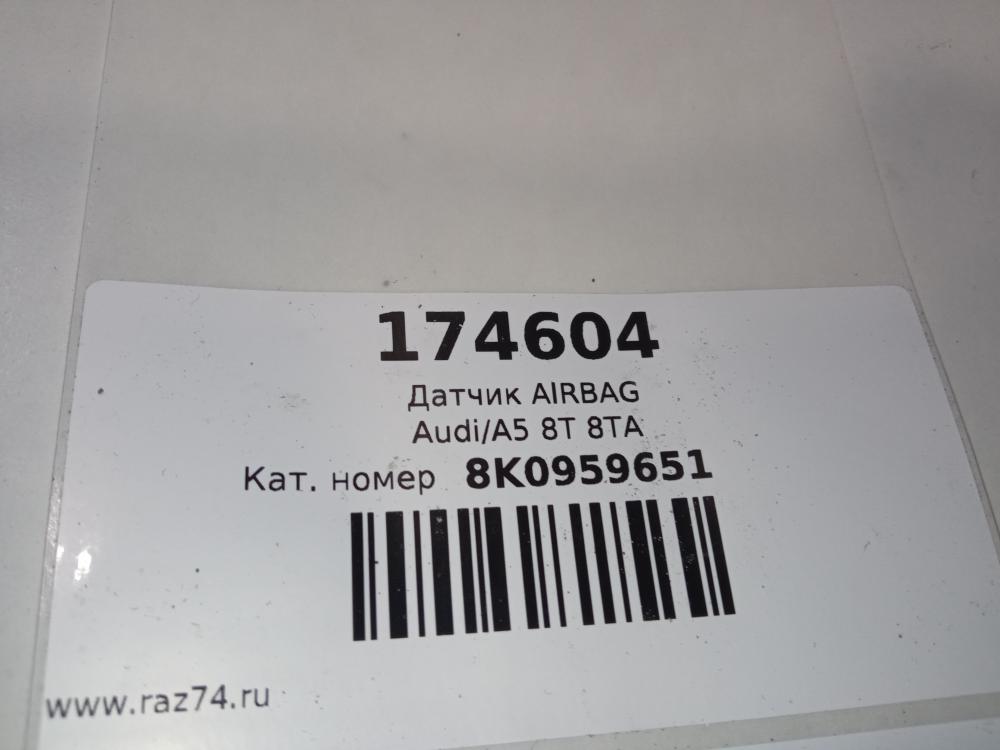 174604
Датчик AIRBAG
Audi/A5 8T 8TA
Кат. номер 8K0959651
www.raz74.ru